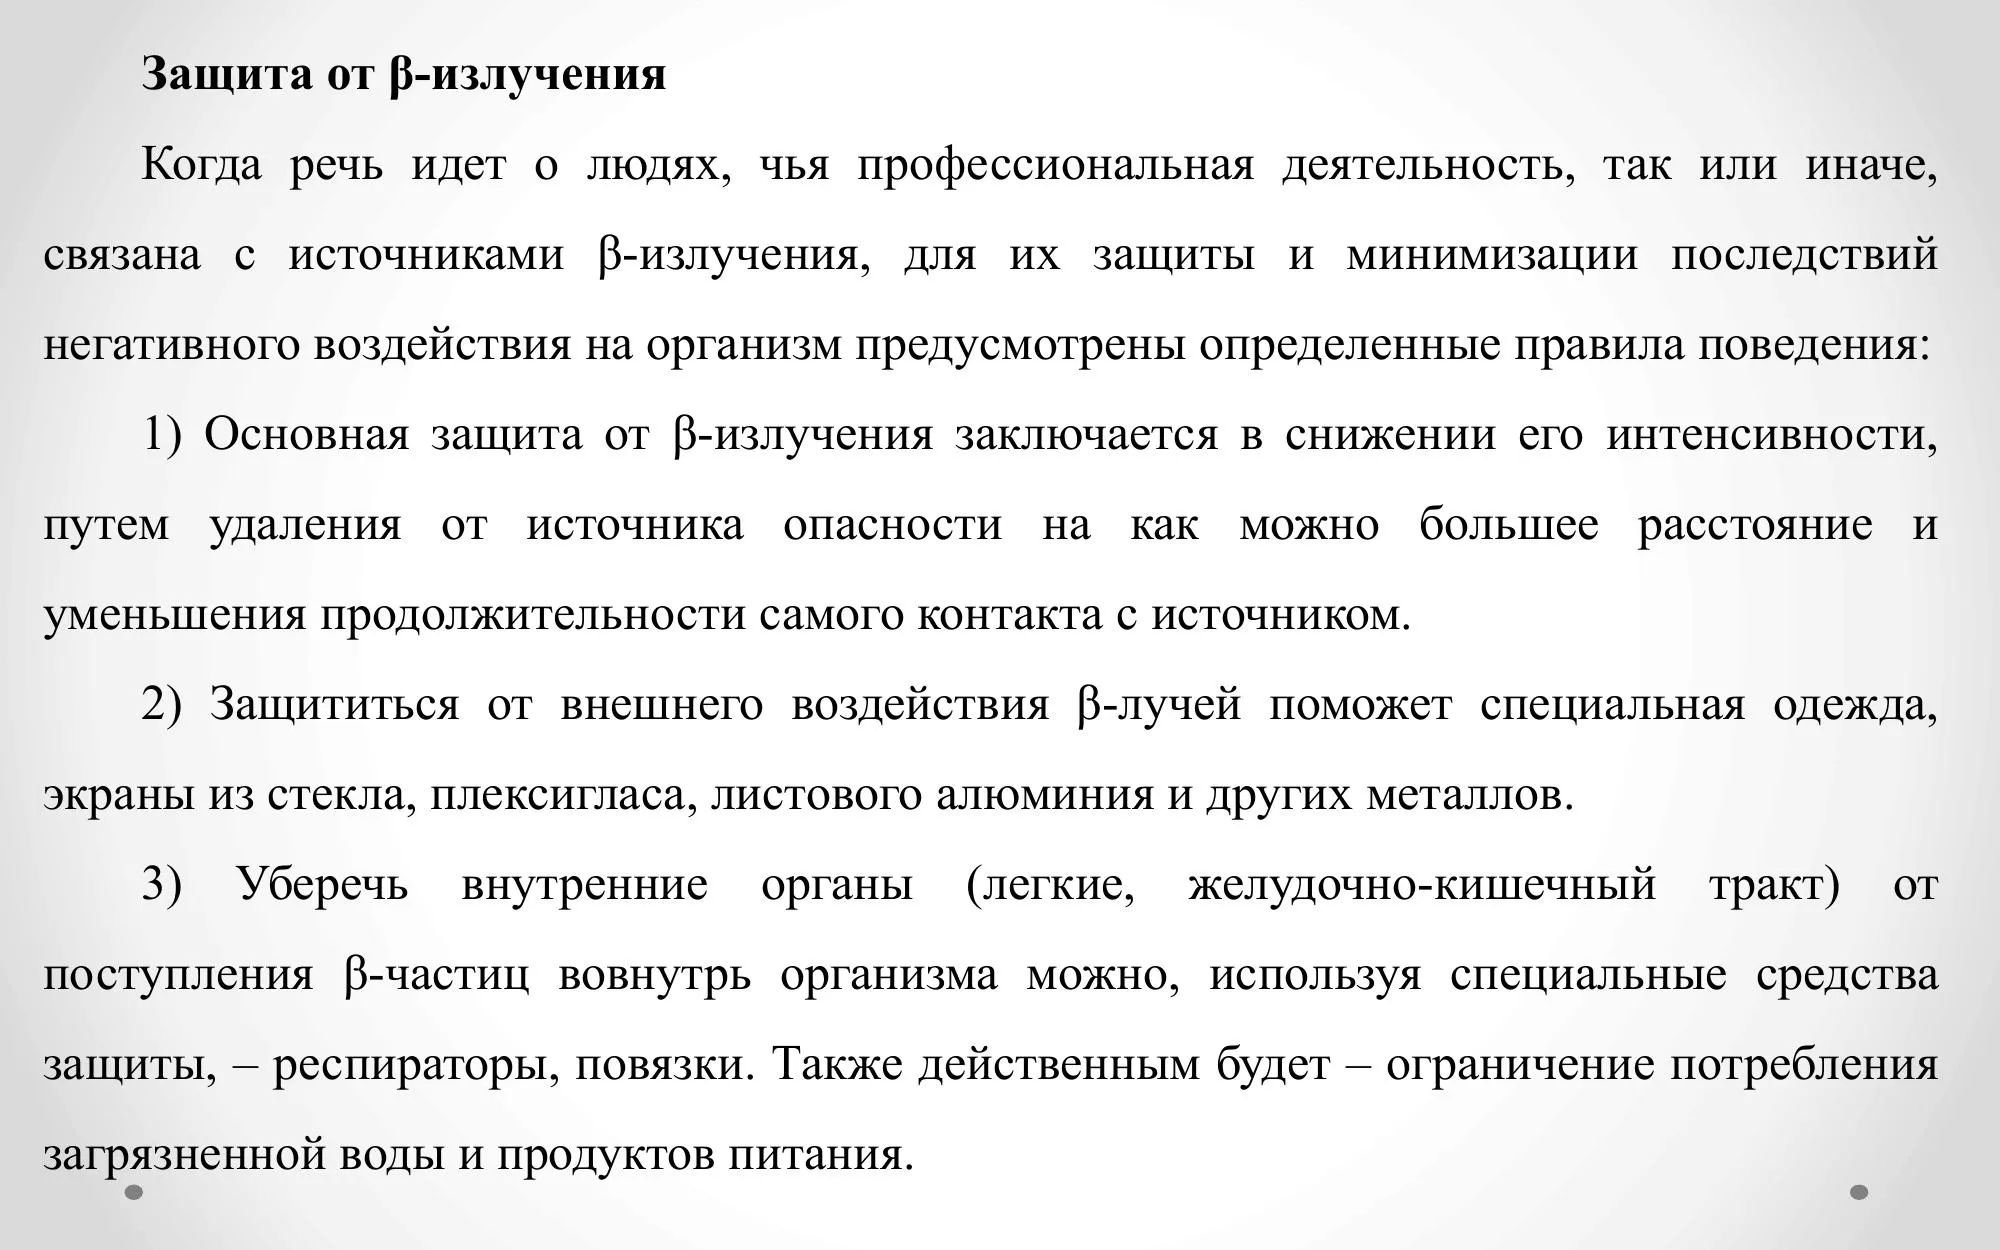 Защита от β-излучения
Когда речь идет о людях, чья профессиональная деятельность, так или иначе,
связана с источниками β-излучения, для их защиты и минимизации последствий
негативного воздействия на организм предусмотрены определенные правила поведения:
1) Основная защита от β-излучения заключается в снижении его интенсивности,
путем удаления от источника опасности на как можно большее расстояние и
уменьшения продолжительности самого контакта с источником.
2) Защититься от внешнего воздействия β-лучей поможет специальная одежда,
экраны из стекла, плексигласа, листового алюминия и других металлов.
3) Уберечь внутренние органы (легкие, желудочно-кишечный тракт) от
поступления β-частиц вовнутрь организма можно, используя специальные средства
защиты, – респираторы, повязки. Также действенным будет – ограничение потребления
загрязненной воды и продуктов питания.